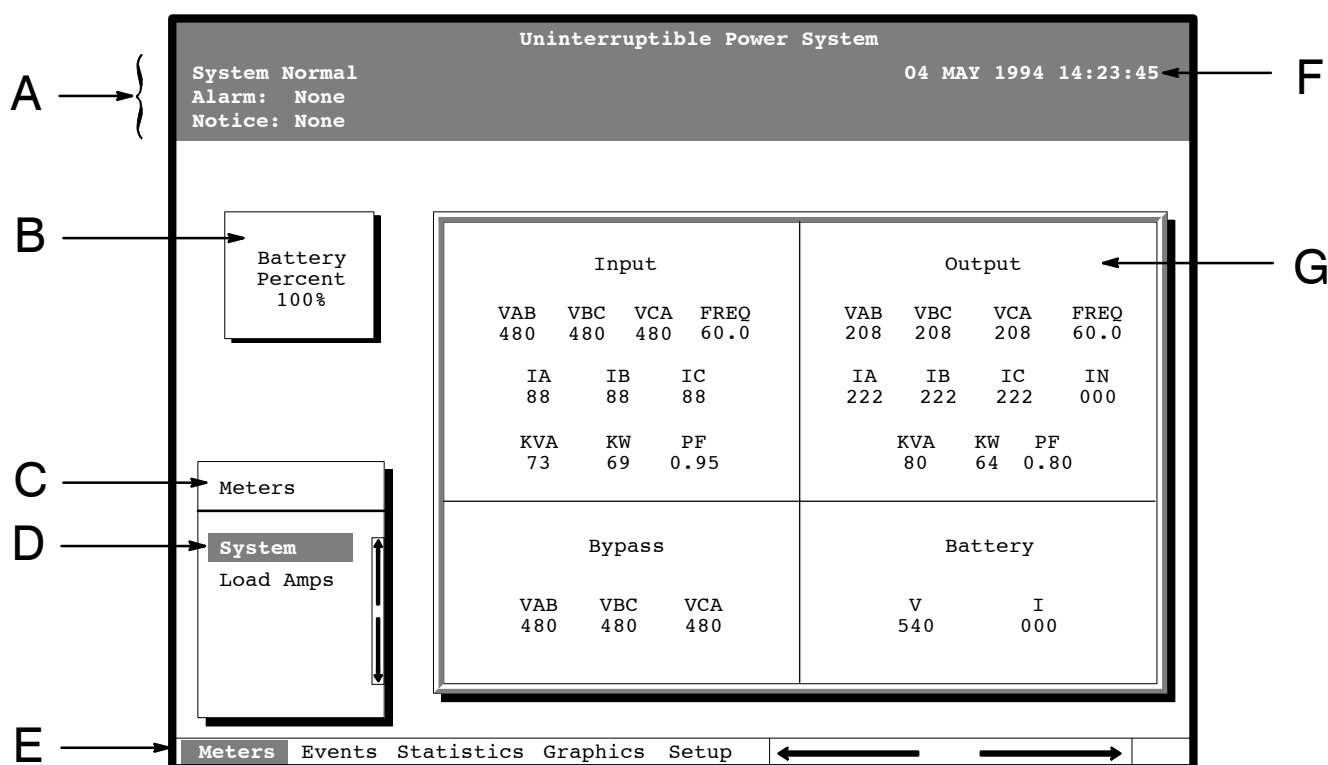 Uninterruptible Power System
System Normal
04 MAY 1994 14:23:45
Alarm: None
Notice: None
A
F
B
Battery
Percent
100%
Input
VAB VBC VCA FREQ
480 480 480 60.0
IA IB IC
88 88 88
KVA KW PF
73 69 0.95
Output
G
VAB VBC VCA FREQ
208 208 208 60.0
IA IB IC IN
222 222 222 000
KVA KW PF
80 64 0.80
C
Meters
D
System
Load Amps
Bypass
VAB VBC VCA
480 480 480
Battery
V I
540 000
E
Meters Events Statistics Graphics Setup